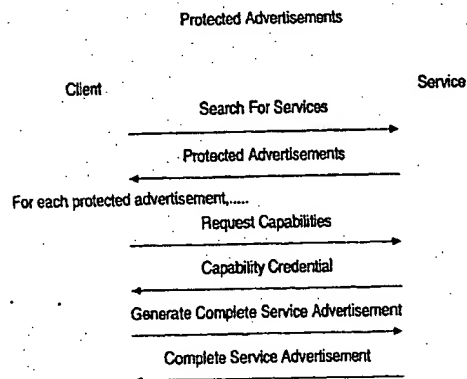 Protected Advertisements
Client
Service
Search For Services
Protected Advertisements
For each protected advertisement,.....
Request Capabilities
Capability Credential
Generate Complete Service Advertisement
Complete Service Advertisement